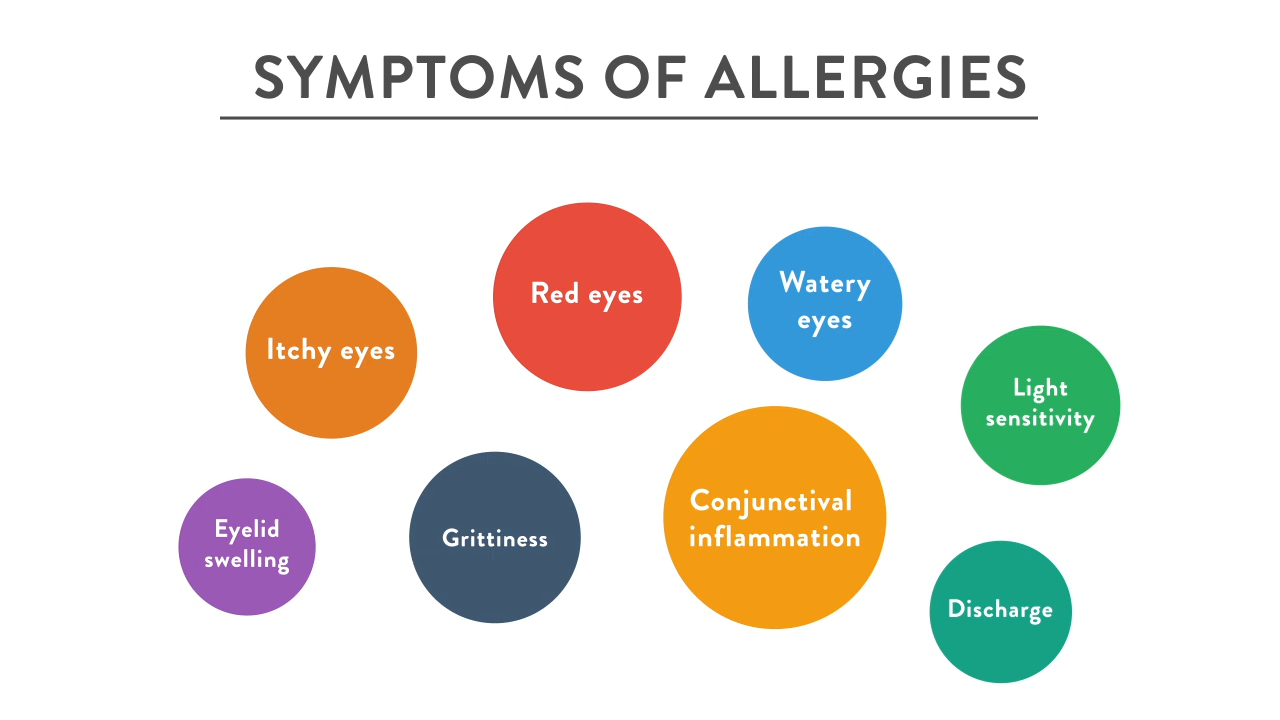 SYMPTOMS OF ALLERGIES
Itchy eyes
Red eyes
Watery
eyes
Light
sensitivity
Eyelid
swelling
Grittiness
Conjunctival
inflammation
Discharge